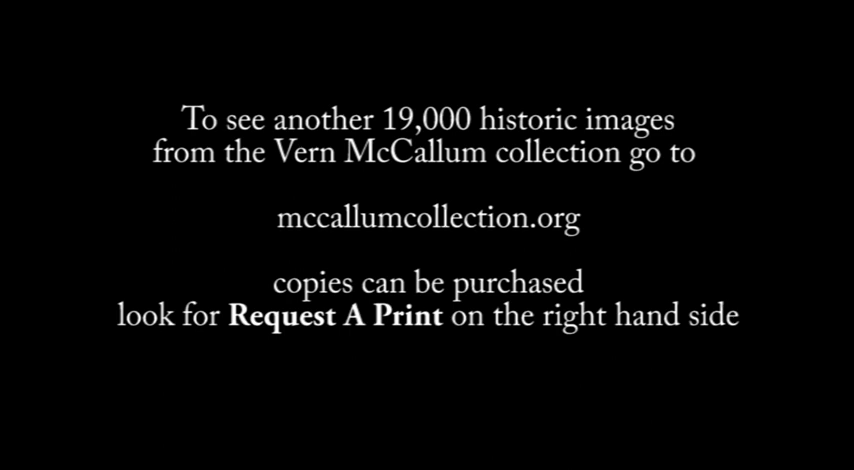 To see another 19,000 historic images
from the Vern McCallum collection go to
mccallumcollection.org
copies can be purchased
look for Request A Print on the right hand side